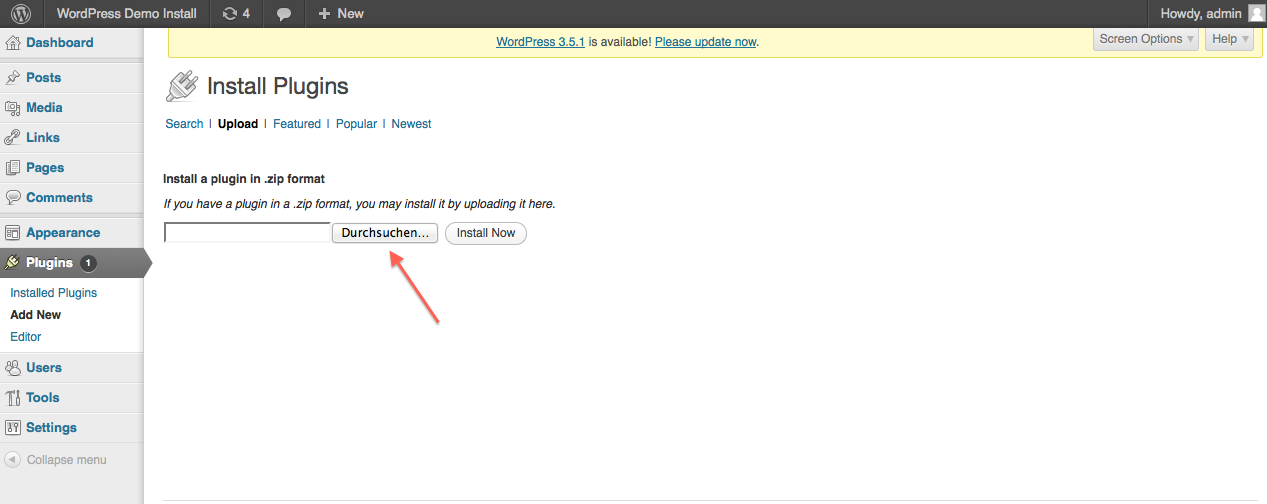 WordPress Demo Install 4 New Howdy, admin
WordPress 3.5.1 is available! Please update now.
Screen Options Help
Dashboard
Posts
Media
Links
Pages
Comments
Appearance
Plugins 1
Installed Plugins
Add New
Editor
Users
Tools
Settings
Collapse menu
Install Plugins
Search | Upload | Featured | Popular | Newest
Install a plugin in .zip format
If you have a plugin in a .zip format, you may install it by uploading it here.
Durchsuchen... Install Now